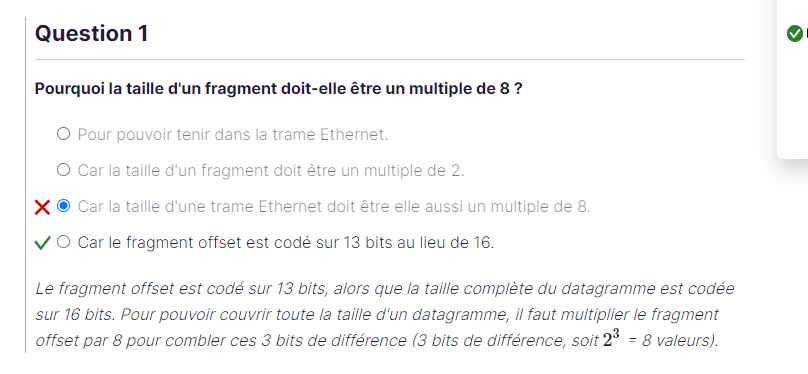 Question 1
Pourquoi la taille d'un fragment doit-elle être un multiple de 8 ?
Pour pouvoir tenir dans la trame Ethernet.
Car la taille d'un fragment doit être un multiple de 2.
Car la taille d'une trame Ethernet doit être elle aussi un multiple de 8.
Car le fragment offset est codé sur 13 bits au lieu de 16.
Le fragment offset est codé sur 13 bits, alors que la taille complète du datagramme est codée
sur 16 bits. Pour pouvoir couvrir toute la taille d'un datagramme, il faut multiplier le fragment
offset par 8 pour combler ces 3 bits de différence (3 bits de différence, soit 2³ = 8 valeurs).